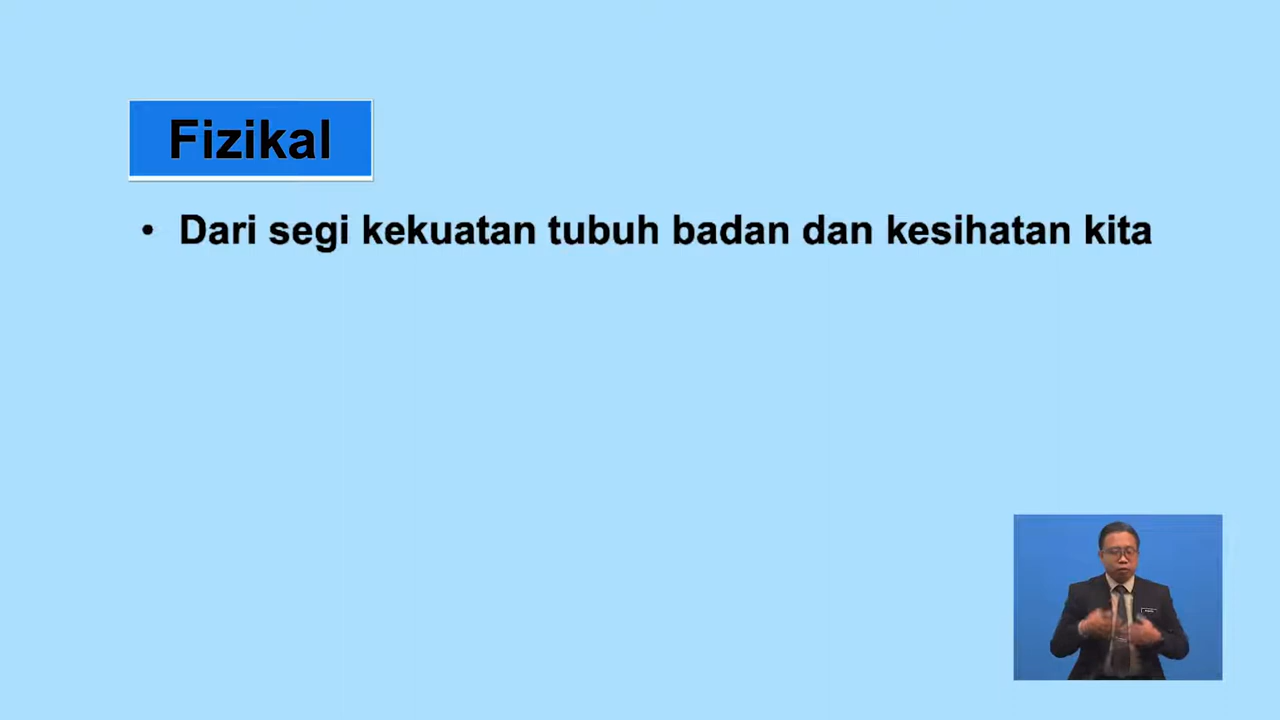 Fizikal
• Dari segi kekuatan tubuh badan dan kesihatan kita